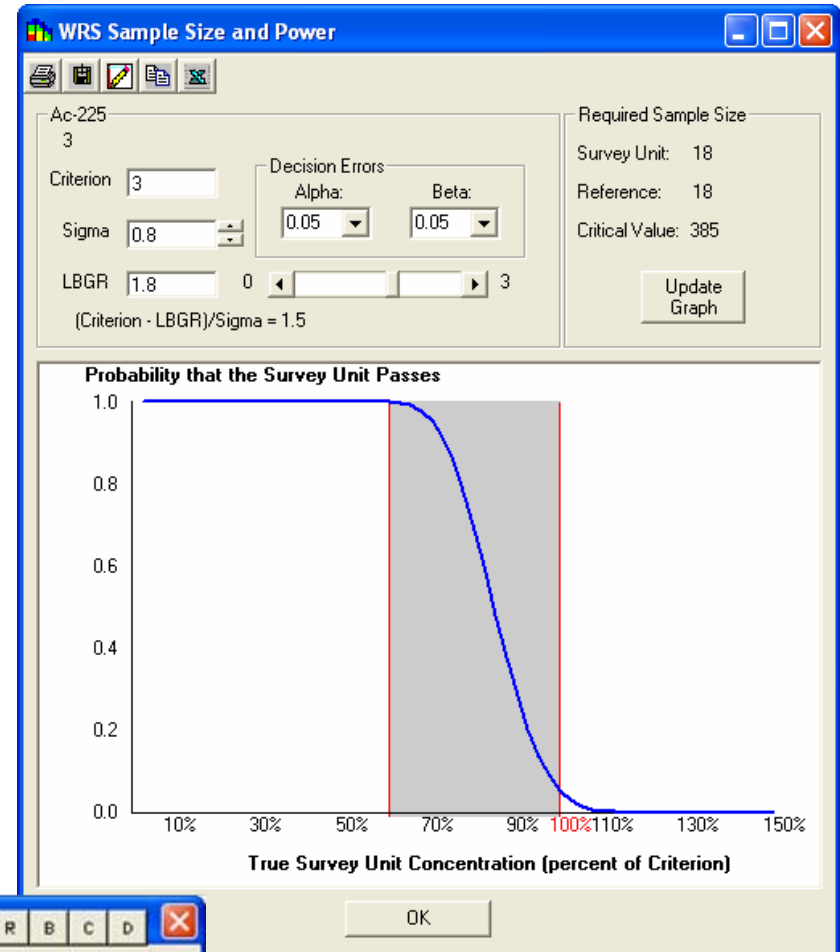 WRS Sample Size and Power
Ac-225
3
Criterion 3
Sigma 0.8
LBGR 1.8 0 3
(Criterion - LBGR)/Sigma = 1.5
Decision Errors
Alpha: Beta:
0.05 0.05
Required Sample Size
Survey Unit: 18
Reference: 18
Critical Value: 385
Update
Graph
Probability that the Survey Unit Passes
1.0
0.8
0.6
0.4
0.2
0.0
10% 30% 50% 70% 90% 100% 110% 130% 150%
True Survey Unit Concentration (percent of Criterion)
OK
R B C D